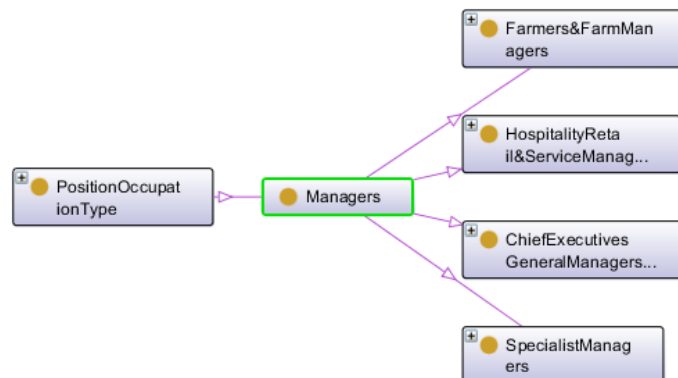 Farmers&FarmMan
agers
HospitalityReta
il&ServiceManag...
PositionOccupat
ionType
Managers
ChiefExecutives
GeneralManagers...
SpecialistManag
ers